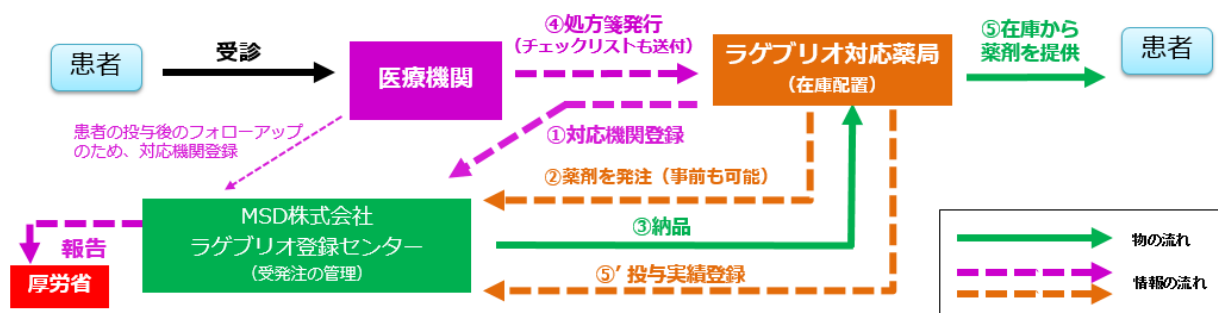 患者
受診
医療機関
④処方箋発行
（チェックリストも送付）
ラゲブリオ対応薬局
（在庫配置）
⑤在庫から
薬剤を提供
患者
患者の投与後のフォローアップ
のため、対応機関登録
①対応機関登録
②薬剤を発注（事前も可能）
MSD株式会社
ラゲブリオ登録センター
（受発注の管理）
③納品
⑤’投与実績登録
報告
厚労省
物の流れ
情報の流れ